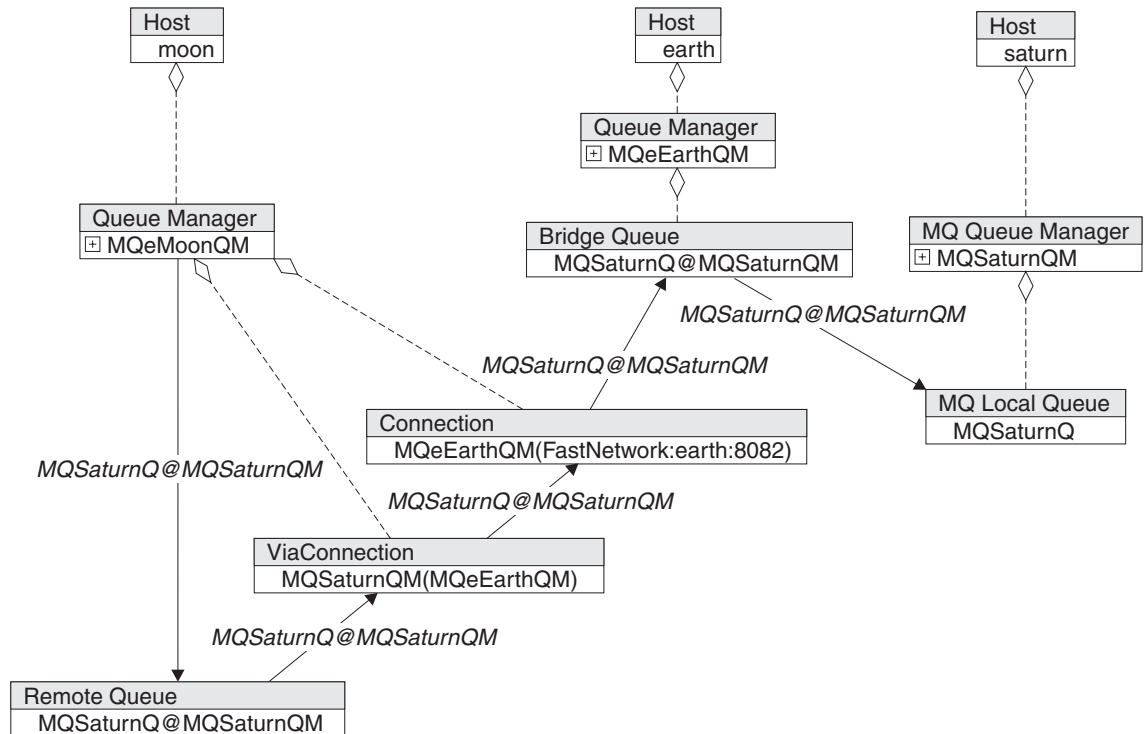 Host
moon
Host
earth
Host
saturn
Queue Manager
+ MQeEarthQM
Queue Manager
+ MQeMoonQM
Bridge Queue
MQSaturnQ@MQSaturnQM
MQ Queue Manager
+ MQSaturnQM
MQSaturnQ@MQSaturnQM
MQSaturnQ@MQSaturnQM
MQ Local Queue
MQSaturnQ
Connection
MQeEarthQM(FastNetwork:earth:8082)
MQSaturnQ@MQSaturnQM
MQSaturnQ@MQSaturnQM
ViaConnection
MQSaturnQM(MQeEarthQM)
MQSaturnQ@MQSaturnQM
Remote Queue
MQSaturnQ@MQSaturnQM